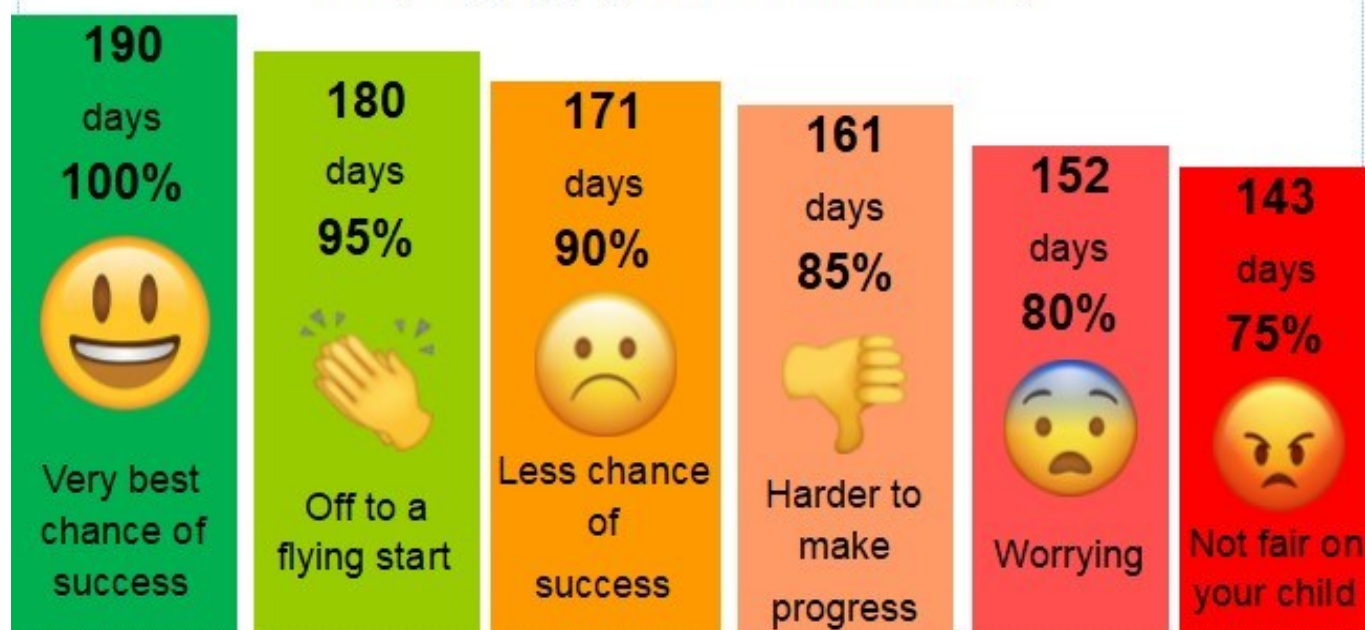 190
days
100%
Very best
chance of
success
180
days
95%
Off to a
flying start
171
days
90%
Less chance
of
success
161
days
85%
Harder to
make
progress
152
days
80%
Worrying
143
days
75%
Not fair on
your child